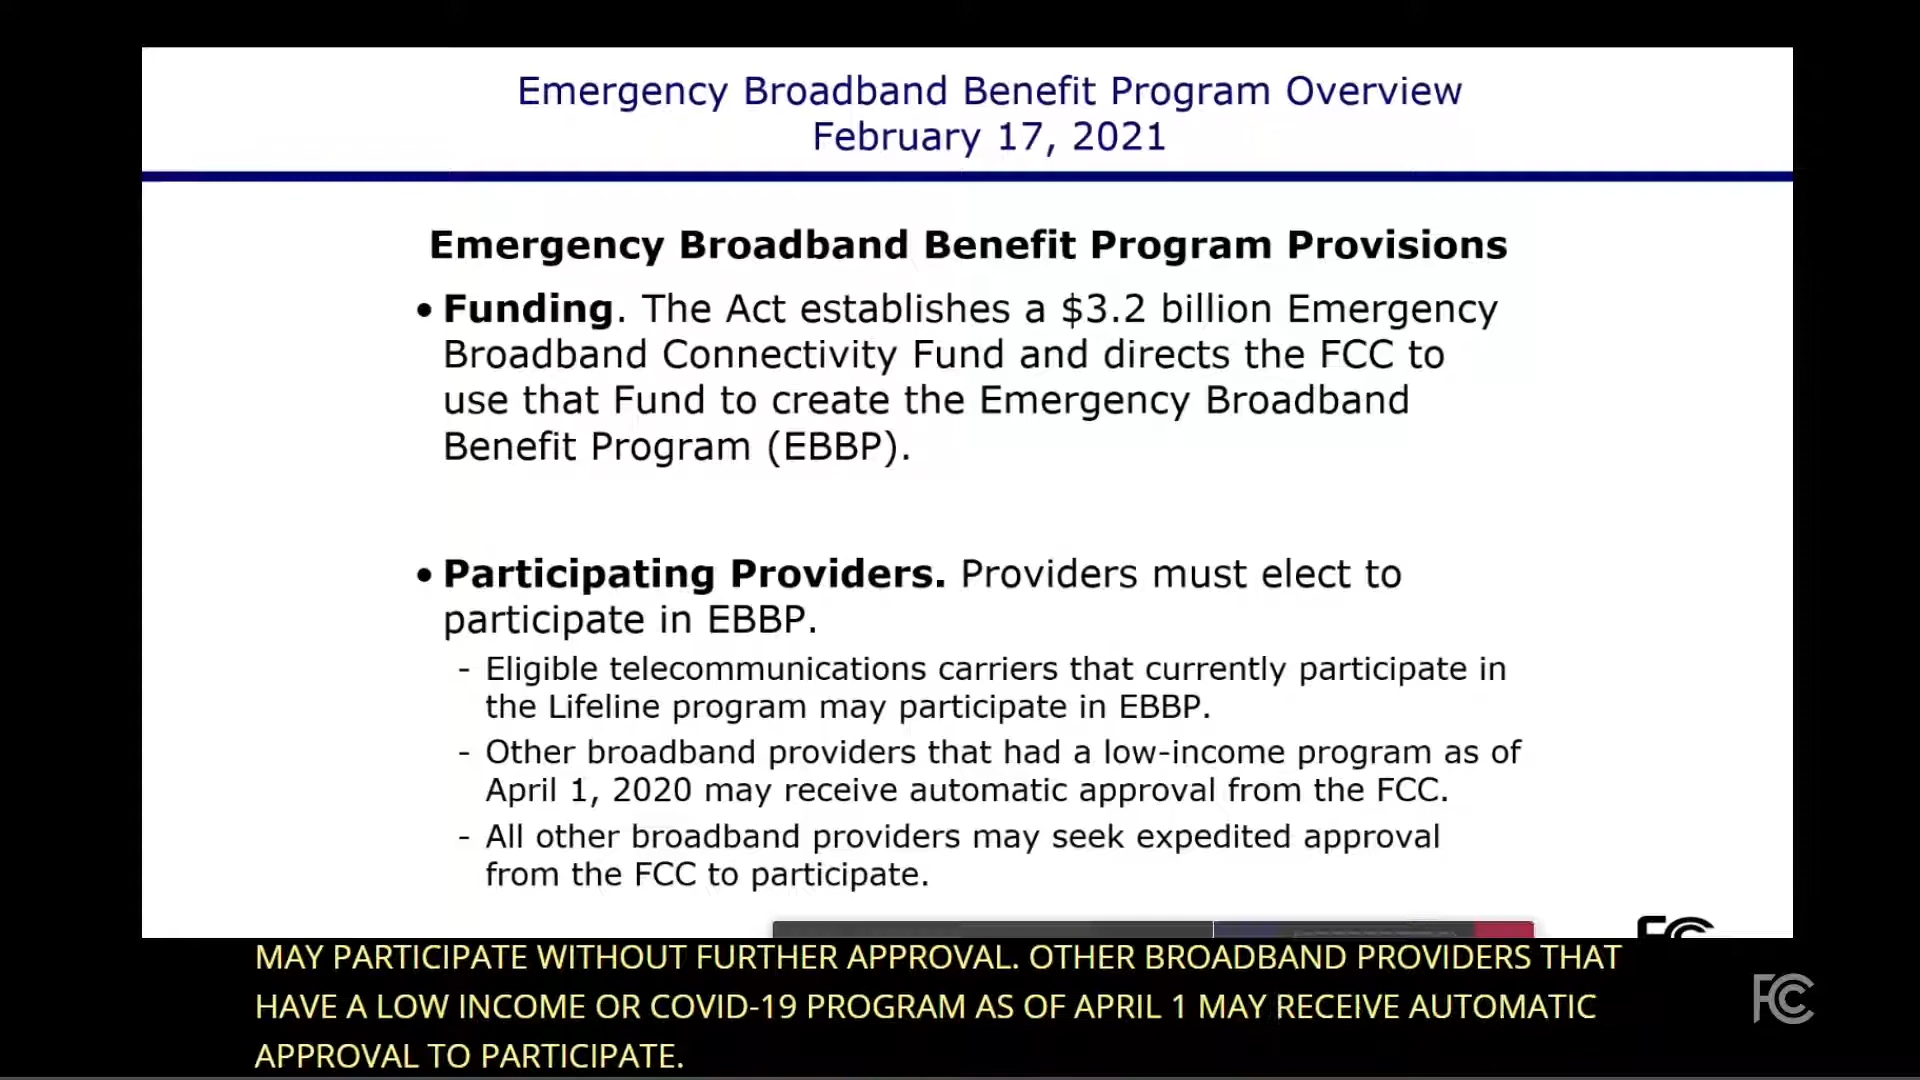 Emergency Broadband Benefit Program Overview
February 17, 2021
Emergency Broadband Benefit Program Provisions
• Funding. The Act establishes a $3.2 billion Emergency
Broadband Connectivity Fund and directs the FCC to
use that Fund to create the Emergency Broadband
Benefit Program (EBBP).
• Participating Providers. Providers must elect to
participate in EBBP.
- Eligible telecommunications carriers that currently participate in
the Lifeline program may participate in EBBP.
- Other broadband providers that had a low-income program as of
April 1, 2020 may receive automatic approval from the FCC.
- All other broadband providers may seek expedited approval
from the FCC to participate.
FCC
MAY PARTICIPATE WITHOUT FURTHER APPROVAL. OTHER BROADBAND PROVIDERS THAT
HAVE A LOW INCOME OR COVID-19 PROGRAM AS OF APRIL 1 MAY RECEIVE AUTOMATIC
APPROVAL TO PARTICIPATE.
FCC